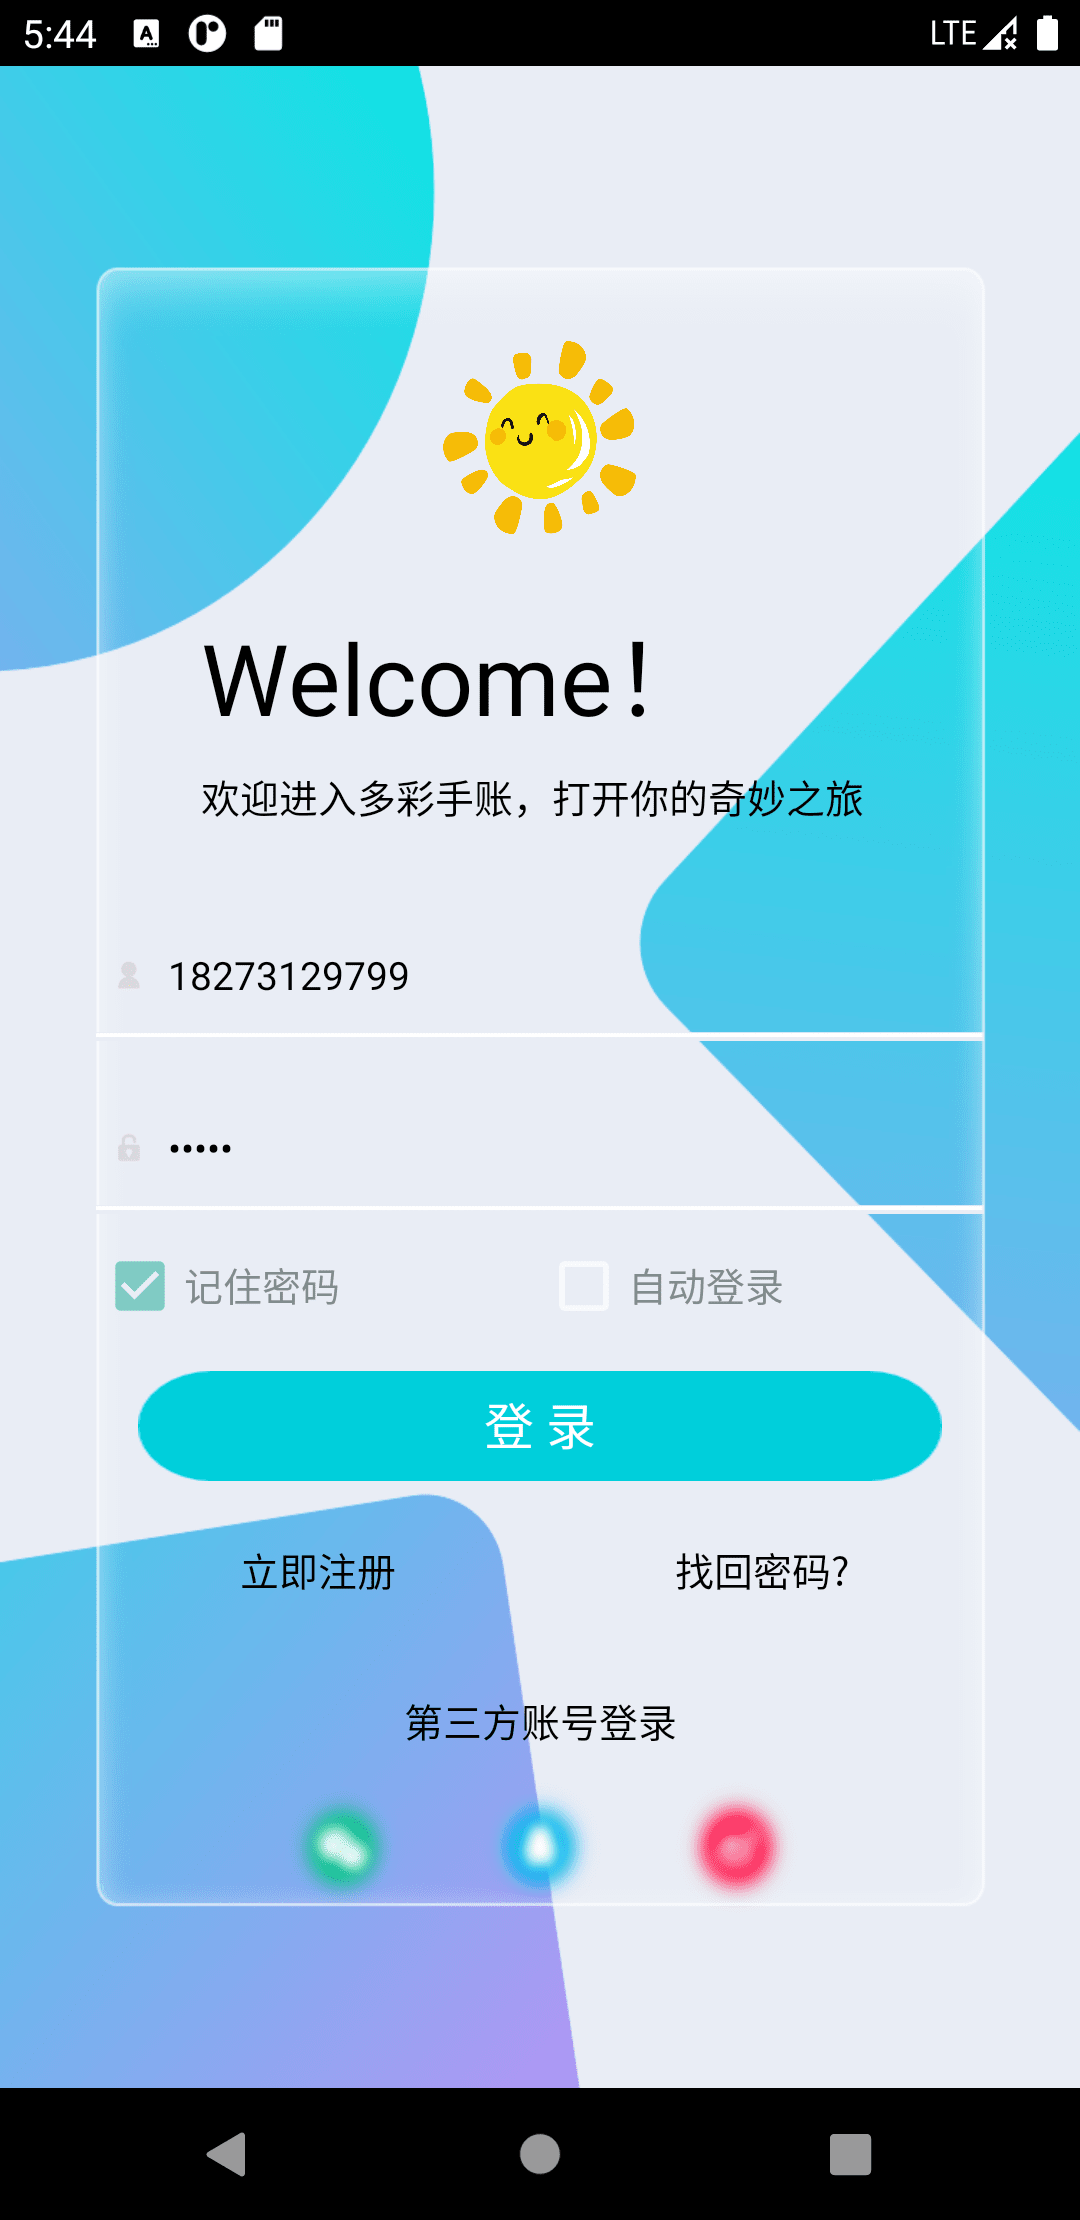 5:44
LTE
Welcome!
欢迎进入多彩手账，打开你的奇妙之旅
18273129799
•••••
记住密码
自动登录
登 录
立即注册
找回密码?
第三方账号登录